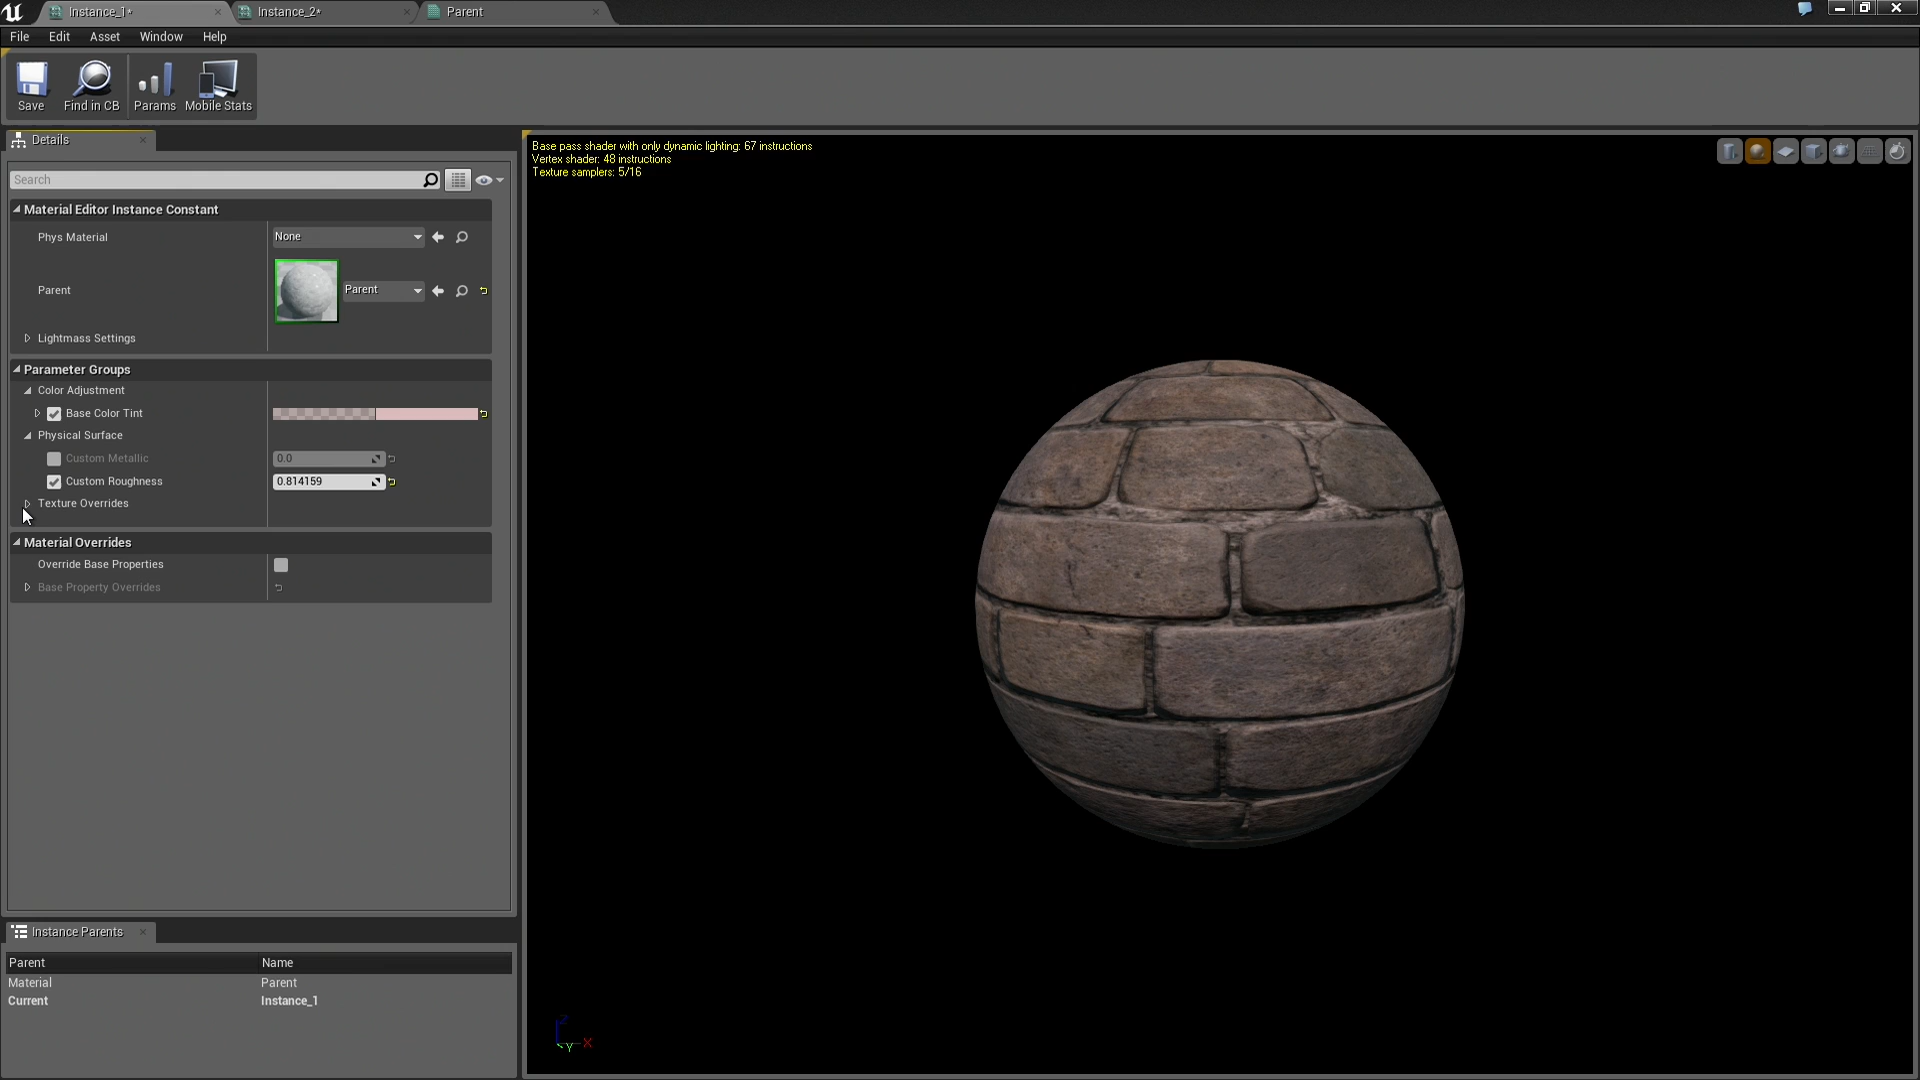 Instance_1*
Instance_2*
Parent
File Edit Asset Window Help
Save Find in CB Params Mobile Stats
Details
Search
Material Editor Instance Constant
Phys Material None
Parent Parent
Lightmass Settings
Parameter Groups
Color Adjustment
Base Color Tint
Physical Surface
Custom Metallic 0.0
Custom Roughness 0.814159
Texture Overrides
Material Overrides
Override Base Properties
Base Property Overrides
Instance Parents
Parent Name
Material Parent
Current Instance_1
Base pass shader with only dynamic lighting: 67 instructions
Vertex shader: 48 instructions
Texture samplers: 5/16
Z
Y X